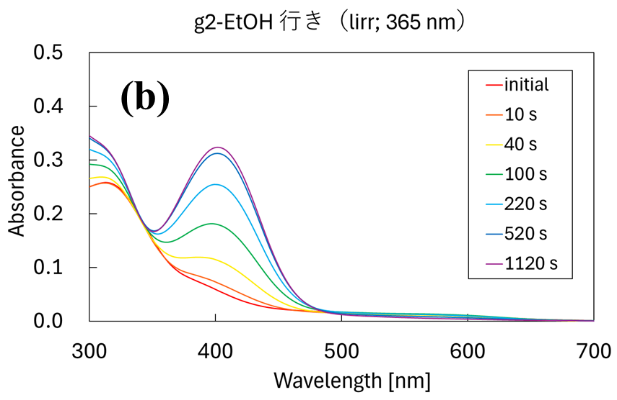 g2-EtOH 行き（lirr; 365 nm）
(b)
Absorbance
0.5
0.4
0.3
0.2
0.1
0.0
300 400 500 600 700
Wavelength [nm]
initial
10 s
40 s
100 s
220 s
520 s
1120 s